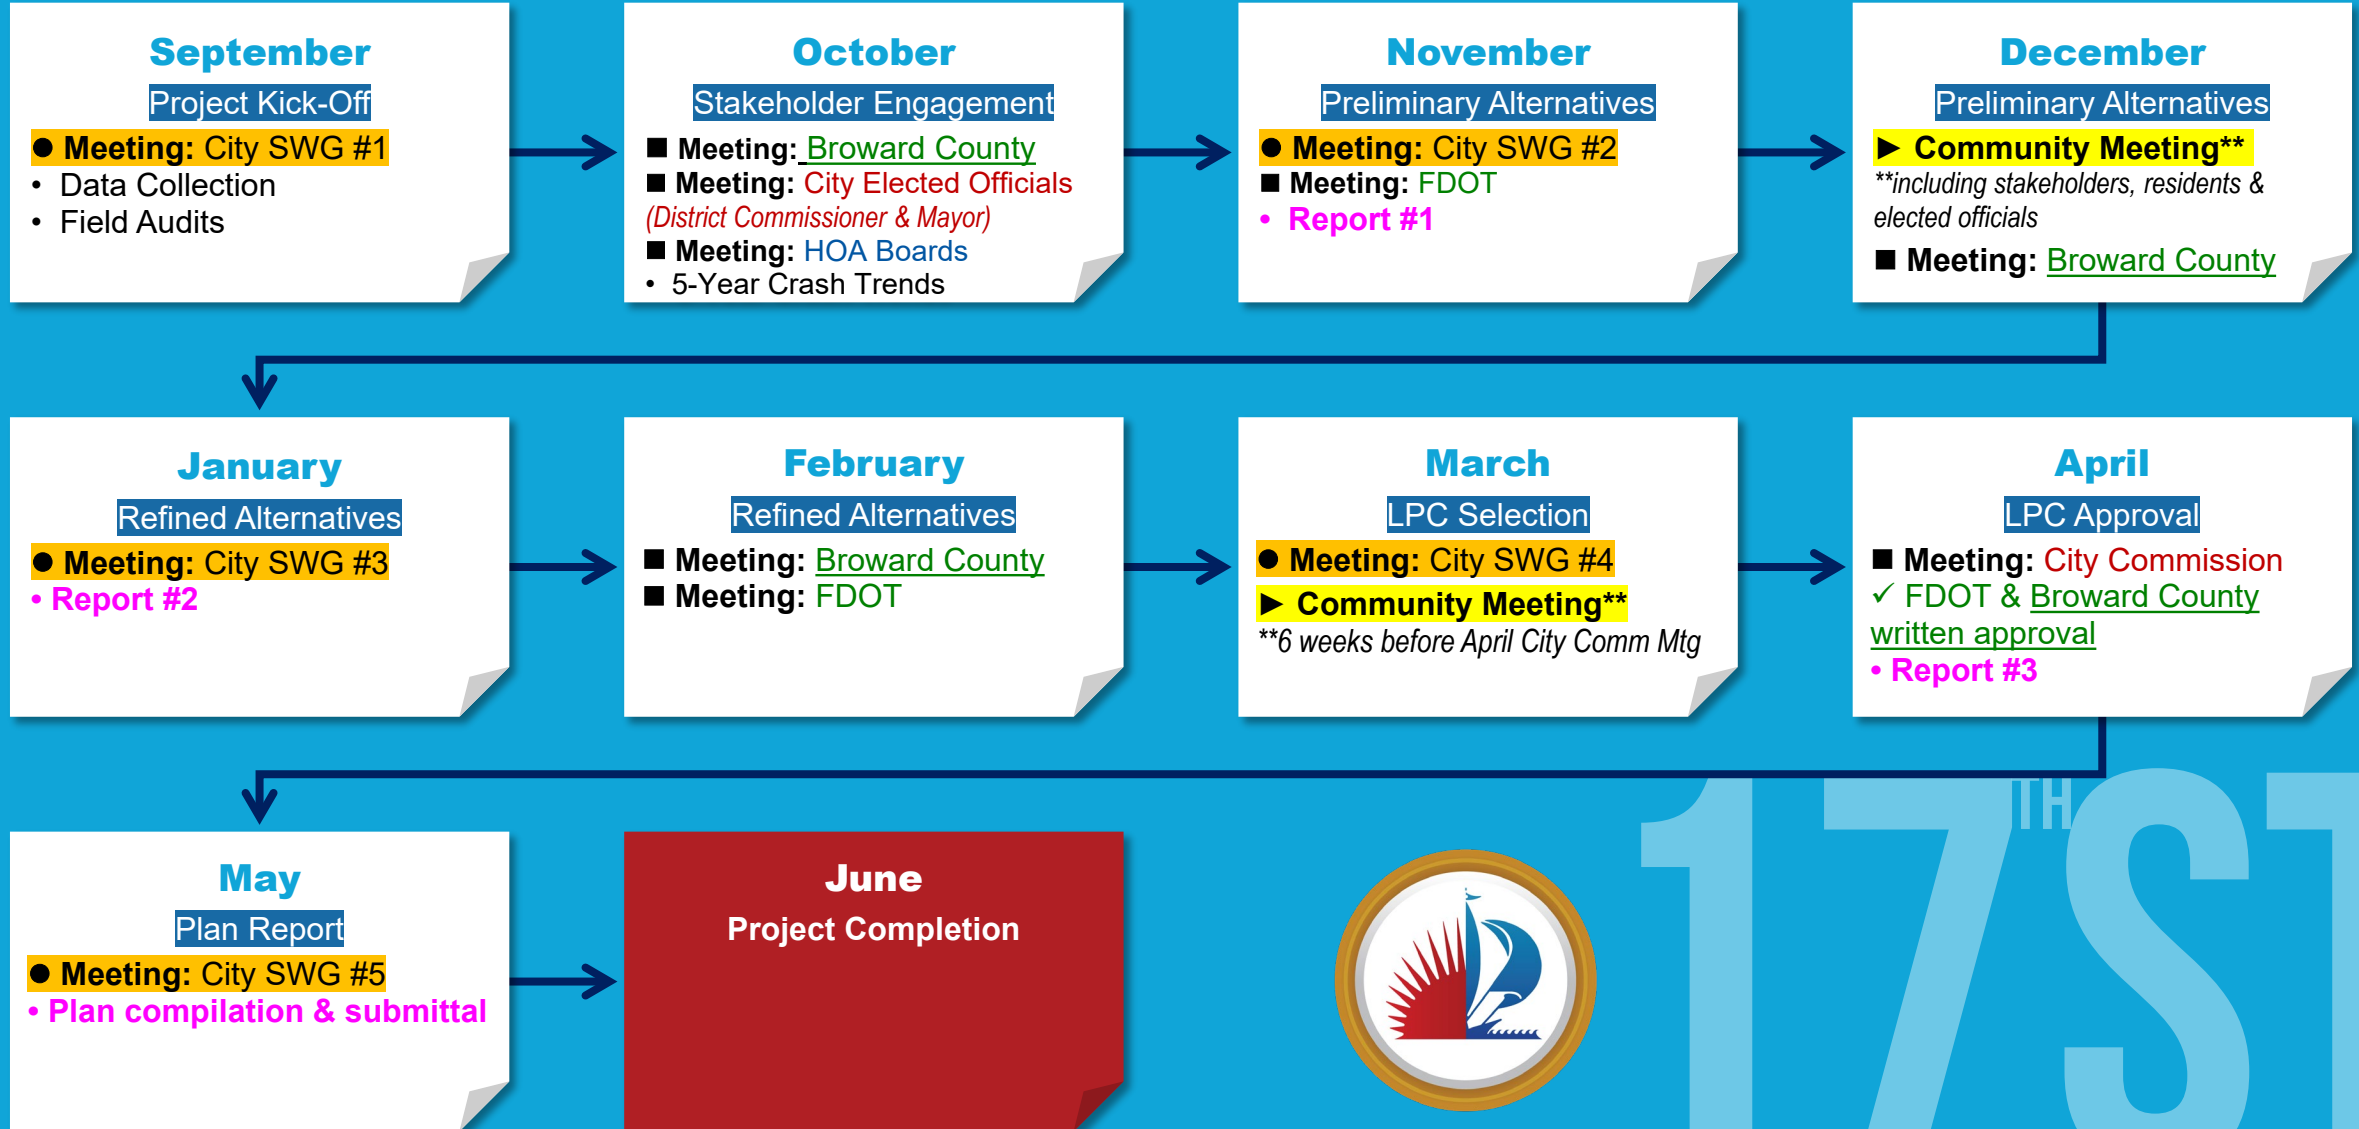 September
Project Kick-Off
● Meeting: City SWG #1
• Data Collection
• Field Audits
October
Stakeholder Engagement
■ Meeting: Broward County
■ Meeting: City Elected Officials
(District Commissioner & Mayor)
■ Meeting: HOA Boards
• 5-Year Crash Trends
November
Preliminary Alternatives
● Meeting: City SWG #2
■ Meeting: FDOT
• Report #1
December
Preliminary Alternatives
► Community Meeting**
**including stakeholders, residents &
elected officials
■ Meeting: Broward County
January
Refined Alternatives
● Meeting: City SWG #3
• Report #2
February
Refined Alternatives
■ Meeting: Broward County
■ Meeting: FDOT
March
LPC Selection
● Meeting: City SWG #4
► Community Meeting**
**6 weeks before April City Comm Mtg
April
LPC Approval
■ Meeting: City Commission
✓ FDOT & Broward County
written approval
• Report #3
May
Plan Report
● Meeting: City SWG #5
• Plan compilation & submittal
June
Project Completion
17TH ST